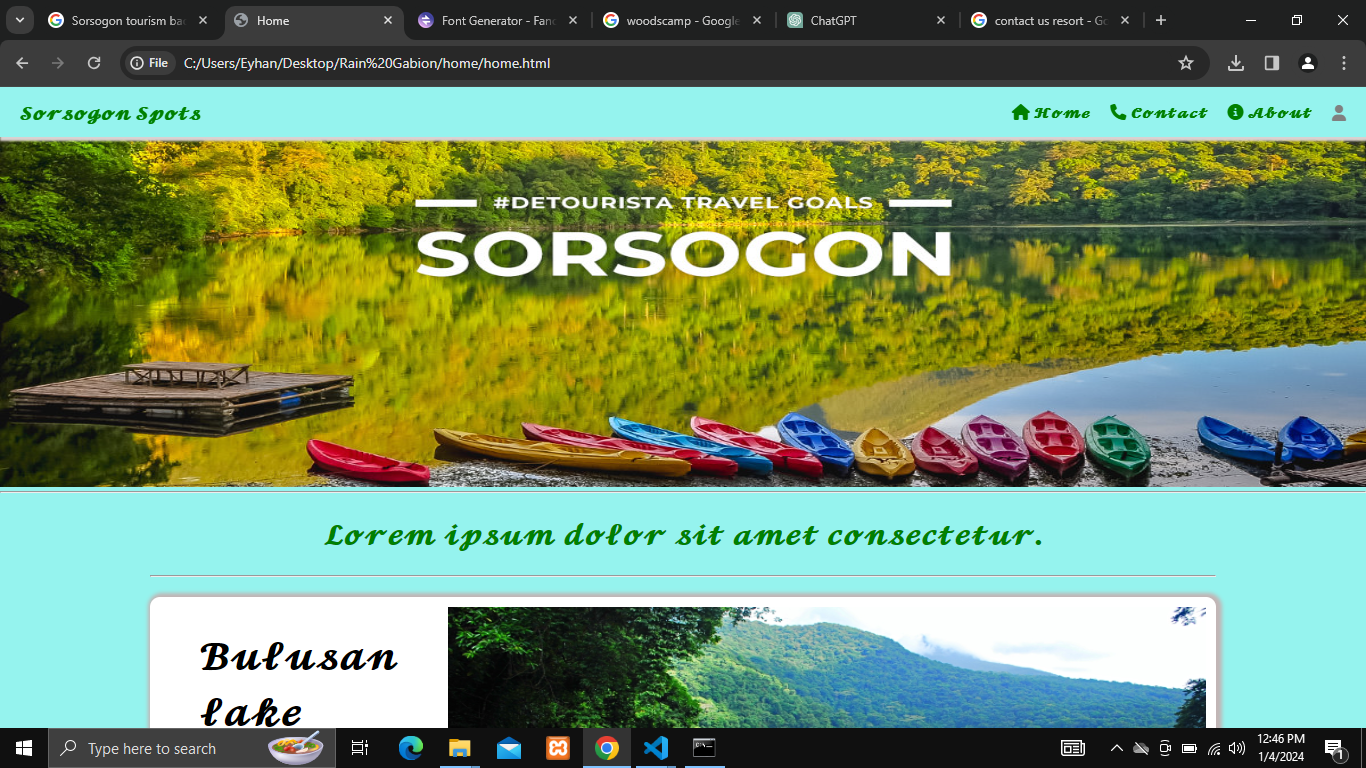 Sorsogon tourism bac
Home
Font Generator - Fanc
woodscamp - Google
ChatGPT
contact us resort - Go
File
C:/Users/Eyhan/Desktop/Rain%20Gabion/home/home.html
Sorsogon Spots
Home
Contact
About
#DETOURISTA TRAVEL GOALS
SORSOGON
Lorem ipsum dolor sit amet consectetur.
Bulusan
lake
Type here to search
12:46 PM
1/4/2024
1